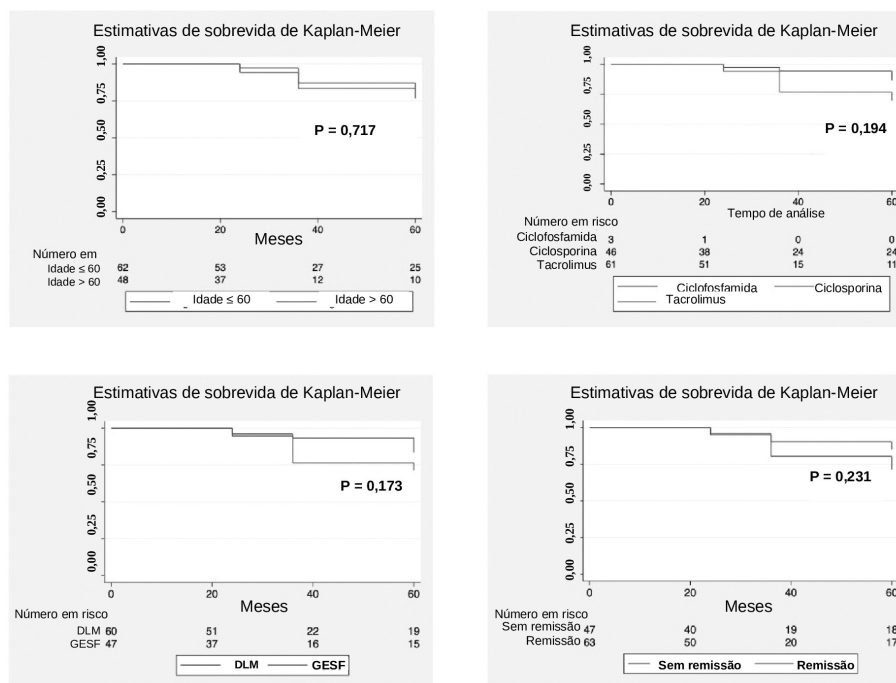 Estimativas de sobrevida de Kaplan-Meier
1,00
0,75
0,50
0,25
0,00
P = 0,717
0 20 40 60
Meses
Número em
Idade ≤ 60 62 53 27 25
Idade > 60 48 37 12 10
Idade ≤ 60 Idade > 60
Estimativas de sobrevida de Kaplan-Meier
1,00
0,75
0,50
0,25
0,00
P = 0,194
0 20 40 60
Tempo de análise
Número em risco
Ciclofosfamida 3 1 0 0
Ciclosporina 46 38 24 24
Tacrolimus 61 51 15 11
Ciclofosfamida Ciclosporina
Tacrolimus
Estimativas de sobrevida de Kaplan-Meier
1,00
0,75
0,50
0,25
0,00
P = 0,173
0 20 40 60
Meses
Número em risco
DLM 60 51 22 19
GESF 47 37 16 15
DLM GESF
Estimativas de sobrevida de Kaplan-Meier
1,00
0,75
0,50
0,25
0,00
P = 0,231
0 20 40 60
Meses
Número em risco
Sem remissão 47 40 19 18
Remissão 63 50 20 17
Sem remissão Remissão